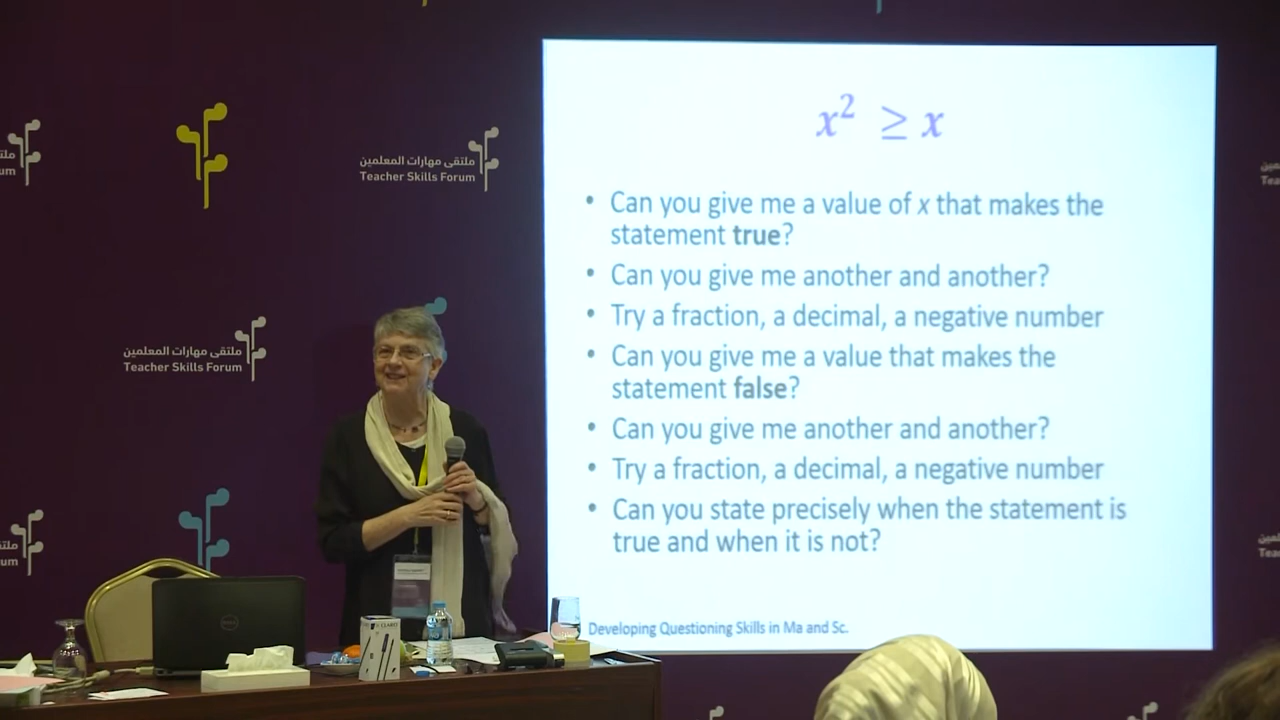 x² ≥ x
• Can you give me a value of x that makes the
statement true?
• Can you give me another and another?
• Try a fraction, a decimal, a negative number
• Can you give me a value that makes the
statement false?
• Can you give me another and another?
• Try a fraction, a decimal, a negative number
• Can you state precisely when the statement is
true and when it is not?
Developing Questioning Skills in Ma and Sc.
ملتقى مهارات المعلمين
Teacher Skills Forum
ملتقى مهارات المعلمين
Teacher Skills Forum
DELL